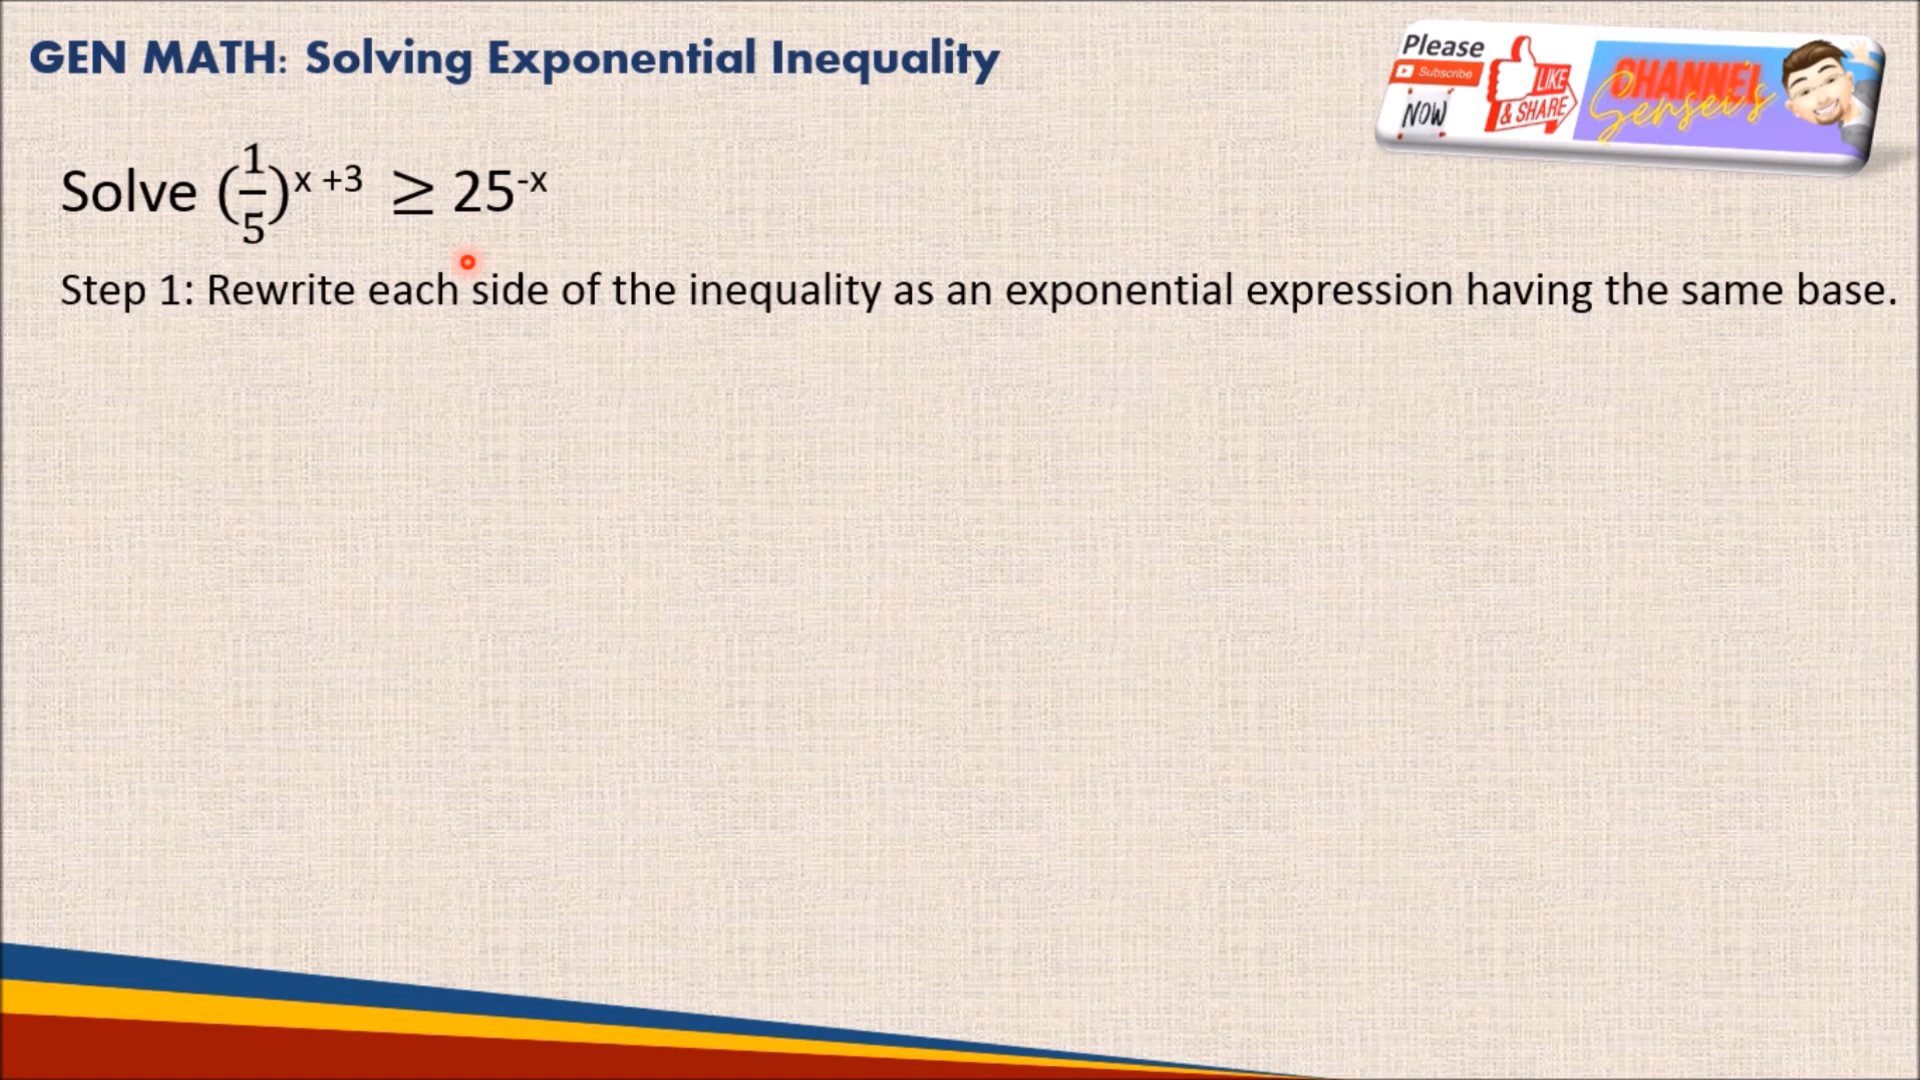 GEN MATH: Solving Exponential Inequality
Please
Subscribe
NOW
LIKE
& SHARE
CHANNEL
Sensei's
Solve (1/5)^(x +3) ≥ 25^(-x)
Step 1: Rewrite each side of the inequality as an exponential expression having the same base.